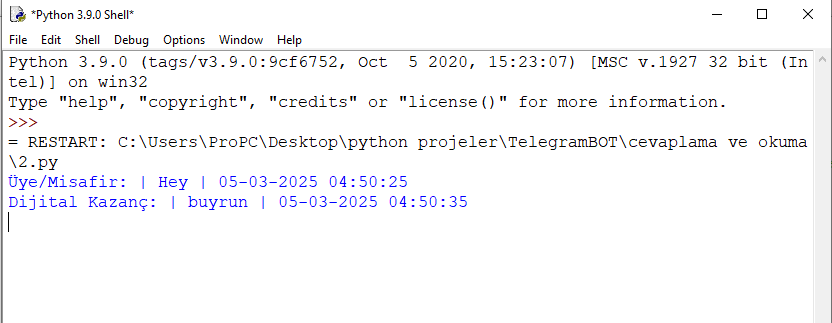 *Python 3.9.0 Shell*
File Edit Shell Debug Options Window Help
Python 3.9.0 (tags/v3.9.0:9cf6752, Oct  5 2020, 15:23:07) [MSC v.1927 32 bit (In
tel)] on win32
Type "help", "copyright", "credits" or "license()" for more information.
>>>
= RESTART: C:\Users\ProPC\Desktop\python projeler\TelegramBOT\cevaplama ve okuma
\2.py
Üye/Misafir: | Hey | 05-03-2025 04:50:25
Dijital Kazanç: | buyrun | 05-03-2025 04:50:35